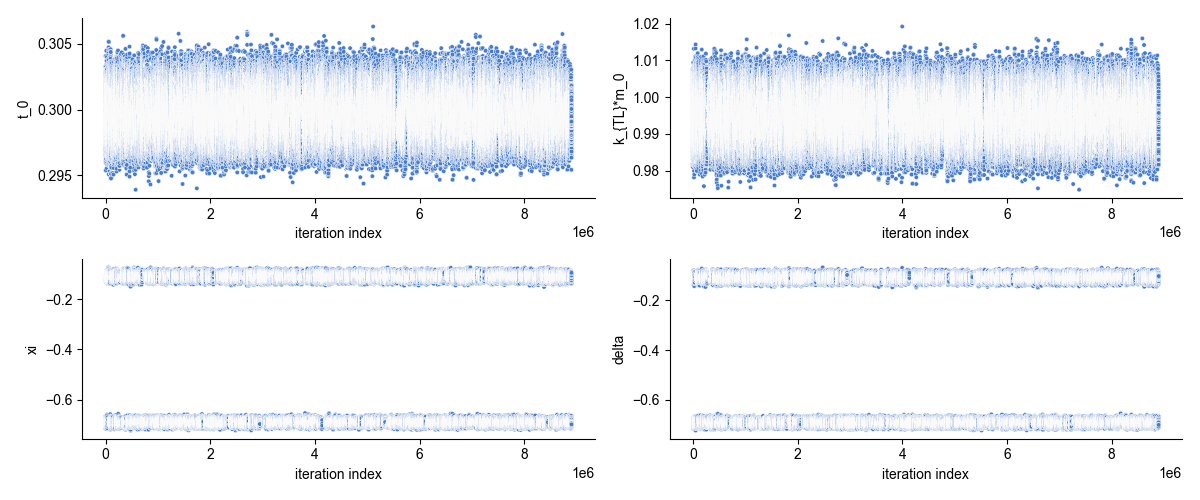 0.305
0.300
0.295
t_0
0 2 4 6 8
1e6
iteration index
1.02
1.01
1.00
0.99
0.98
k_{TL}*m_0
0 2 4 6 8
1e6
iteration index
−0.2
−0.4
−0.6
xi
0 2 4 6 8
1e6
iteration index
−0.2
−0.4
−0.6
delta
0 2 4 6 8
1e6
iteration index